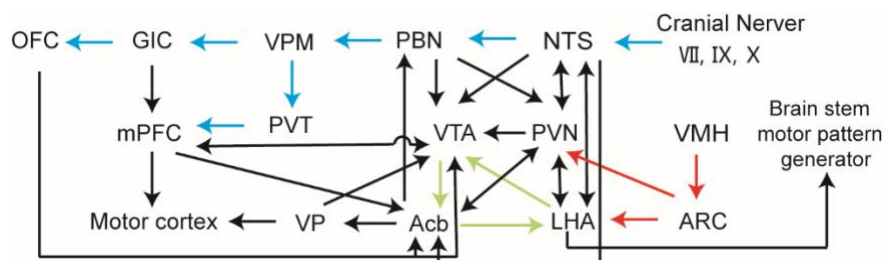 OFC GIC VPM PBN NTS Cranial Nerver
Ⅶ, Ⅸ, Ⅹ
Brain stem
motor pattern
generator
mPFC PVT VTA PVN VMH
Motor cortex VP Acb LHA ARC